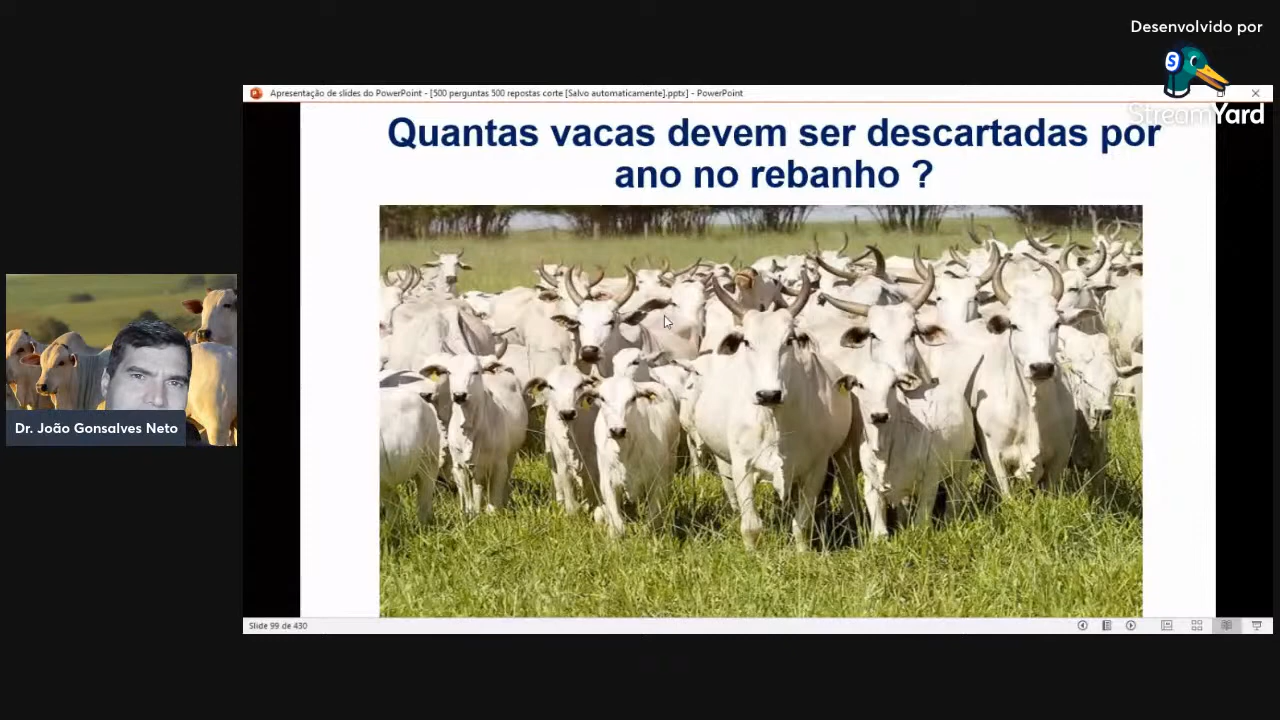 Desenvolvido por
S
StreamYard
Apresentação de slides do PowerPoint - [500 perguntas 500 repostas corte [Salvo automaticamente].pptx] - PowerPoint
Quantas vacas devem ser descartadas por
ano no rebanho ?
Dr. João Gonsalves Neto
Slide 99 de 430